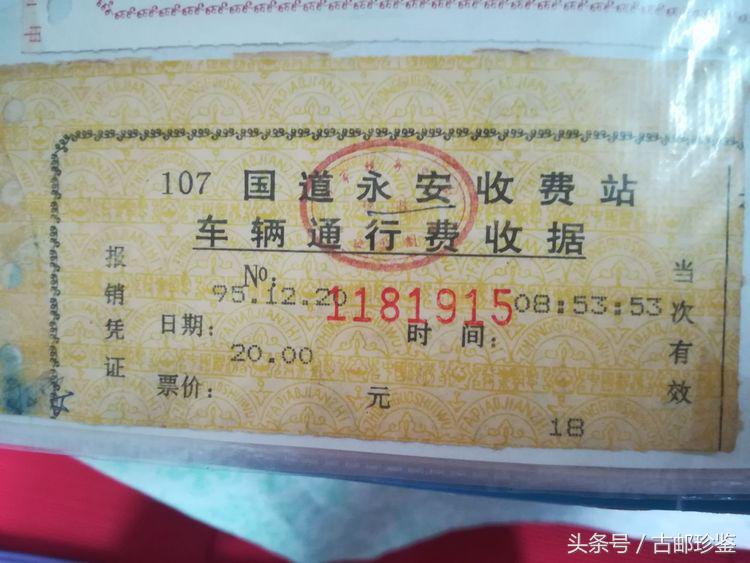 107 国道永安收费站
车辆通行费收据
报销凭证
№:
1181915
95.12.20
08:53:53
日期:
时 间:
20.00
票价:
元
18
当次有效
头条号 / 古邮珍鉴